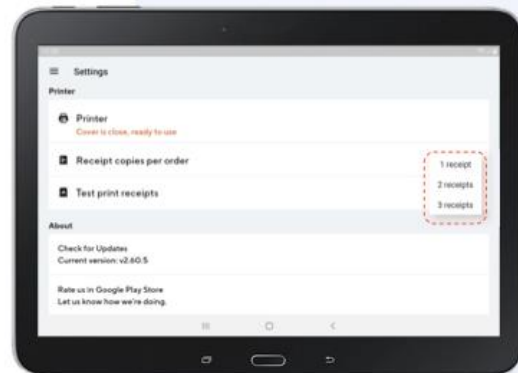 Settings
Printer
Printer
Cover is close, ready to use
Receipt copies per order
1 receipt
2 receipts
3 receipts
Test print receipts
About
Check for Updates
Current version: v2.60.5
Rate us in Google Play Store
Let us know how we're doing.